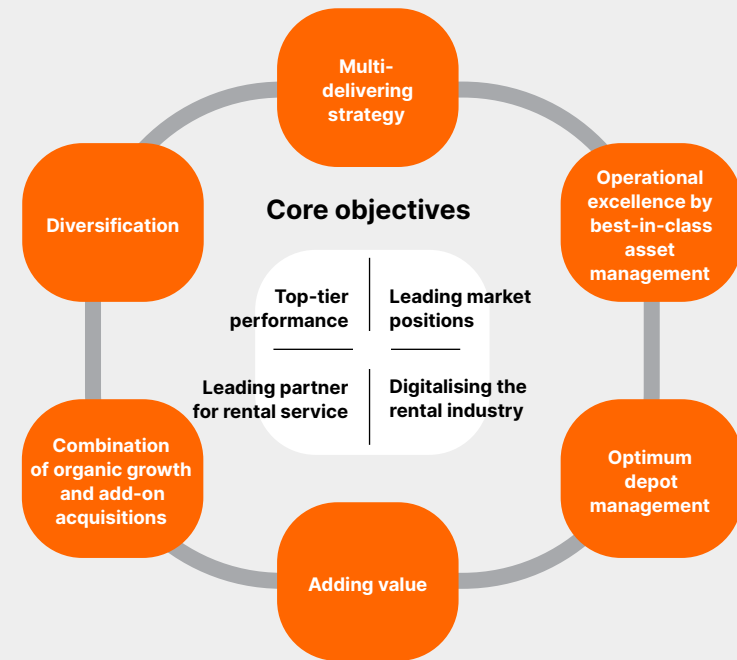 Multi-
delivering
strategy
Diversification
Operational
excellence by
best-in-class
asset
management
Core objectives
Top-tier
performance
Leading market
positions
Leading partner
for rental service
Digitalising the
rental industry
Combination
of organic growth
and add-on
acquisitions
Optimum
depot
management
Adding value